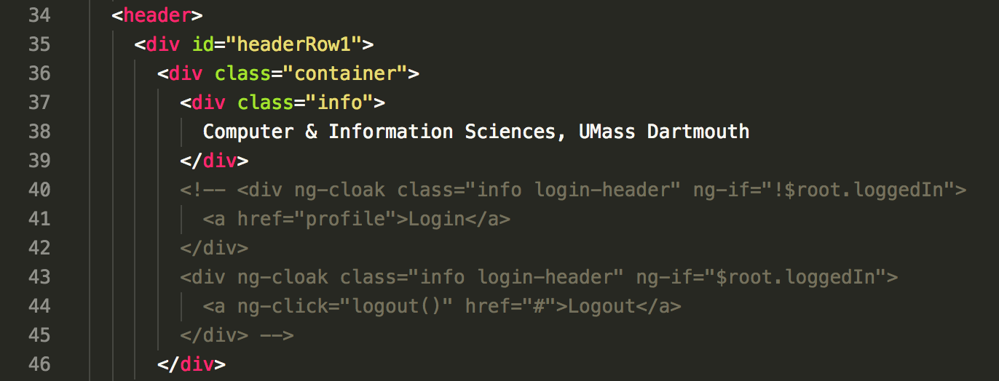 34 <header>
35 <div id="headerRow1">
36 <div class="container">
37 <div class="info">
38 Computer & Information Sciences, UMass Dartmouth
39 </div>
40 <!-- <div ng-cloak class="info login-header" ng-if="!$root.loggedIn">
41 <a href="profile">Login</a>
42 </div>
43 <div ng-cloak class="info login-header" ng-if="$root.loggedIn">
44 <a ng-click="logout()" href="#">Logout</a>
45 </div> -->
46 </div>